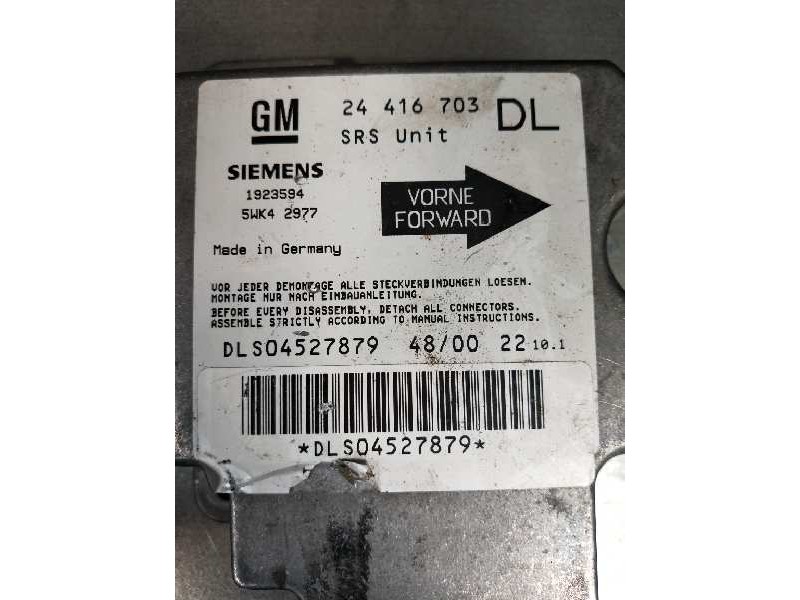 GM 24 416 703 DL
SRS Unit
SIEMENS
1923594
5WK4 2977
VORNE
FORWARD
Made in Germany
VOR JEDER DEMONTAGE ALLE STECKVERBINDUNGEN LOESEN.
MONTAGE NUR NACH EINBAUANLEITUNG.
BEFORE EVERY DISASSEMBLY, DETACH ALL CONNECTORS.
ASSEMBLE STRICTLY ACCORDING TO MANUAL INSTRUCTIONS.
DLS04527879 48/00 22 10.1
*DLS04527879*